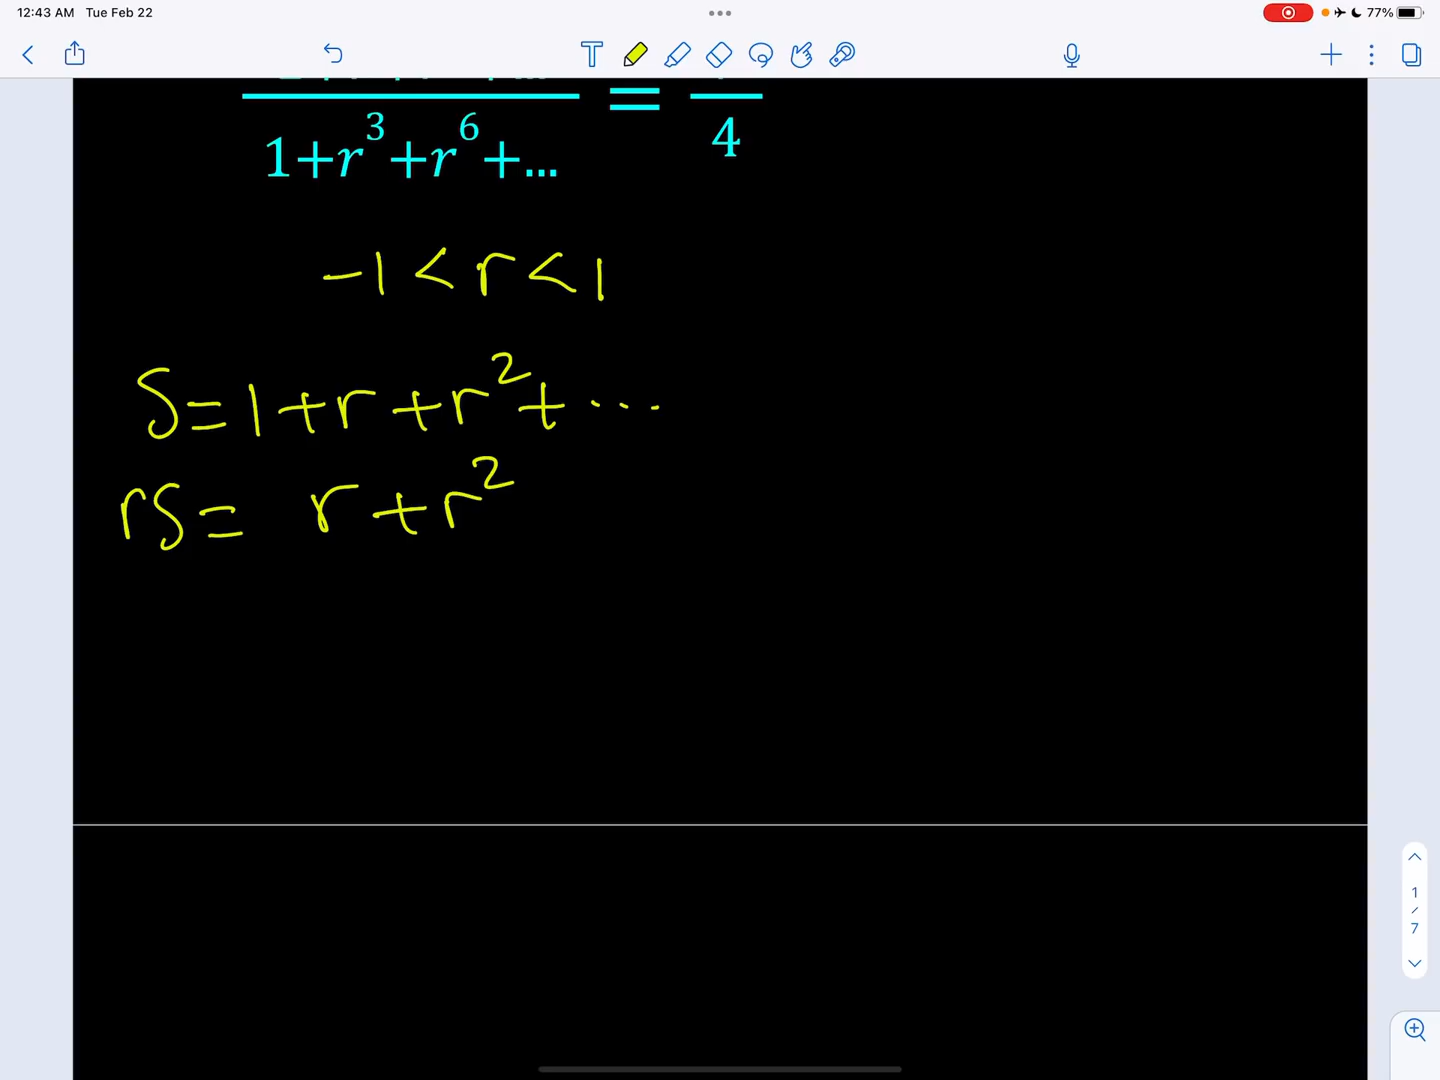 12:43 AM Tue Feb 22
77%
T
1+r³+r⁶+... = 4
-1<r<1
S=1+r+r²+...
rS= r+r²
1
/
7